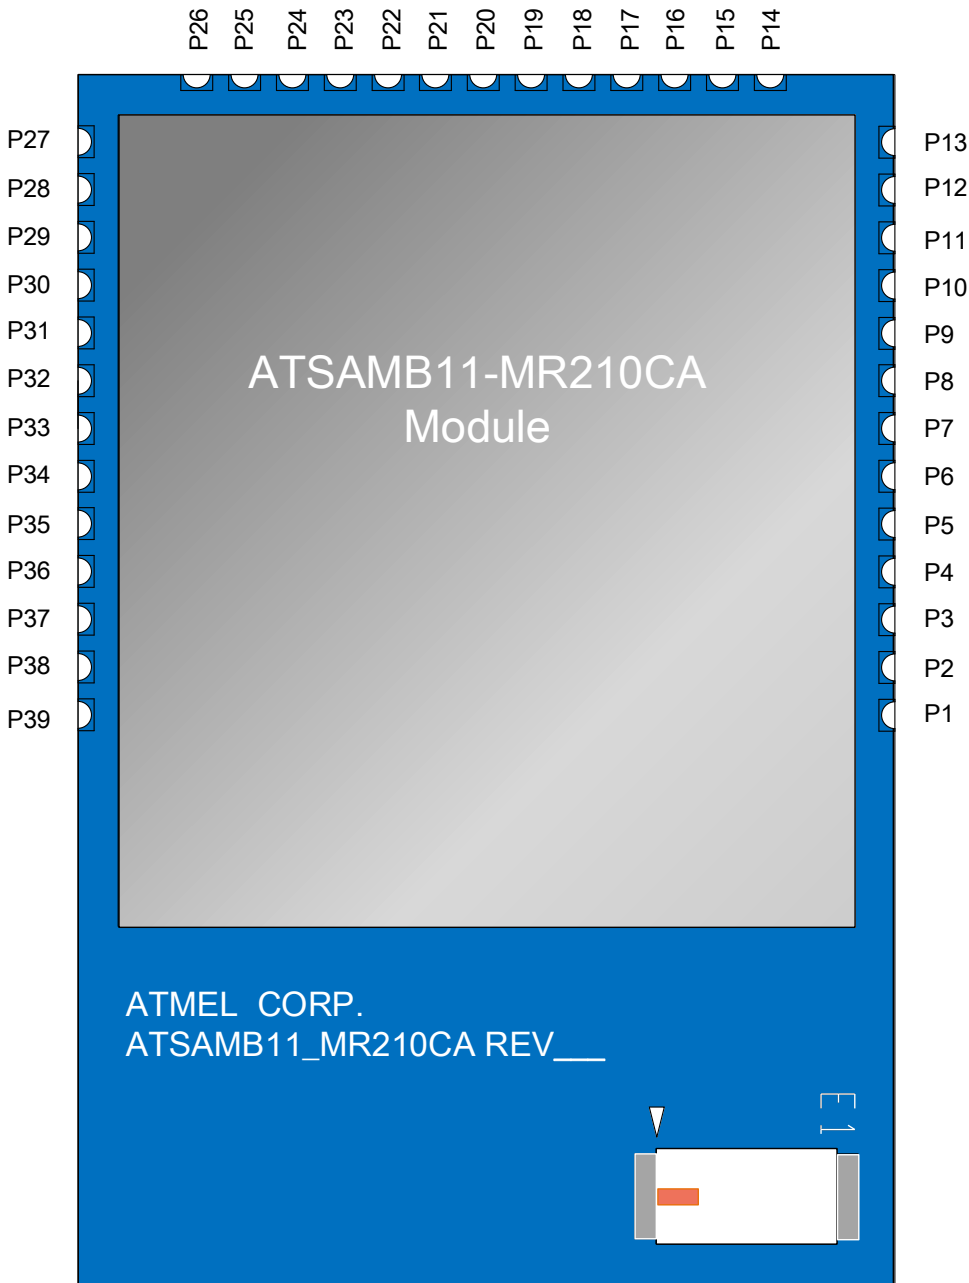 P26 P25 P24 P23 P22 P21 P20 P19 P18 P17 P16 P15 P14
P27 P13
P28 P12
P29 P11
P30 P10
P31 P9
P32 P8
P33 P7
P34 P6
P35 P5
P36 P4
P37 P3
P38 P2
P39 P1
ATSAMB11-MR210CA
Module
ATMEL CORP.
ATSAMB11_MR210CA REV___
E1